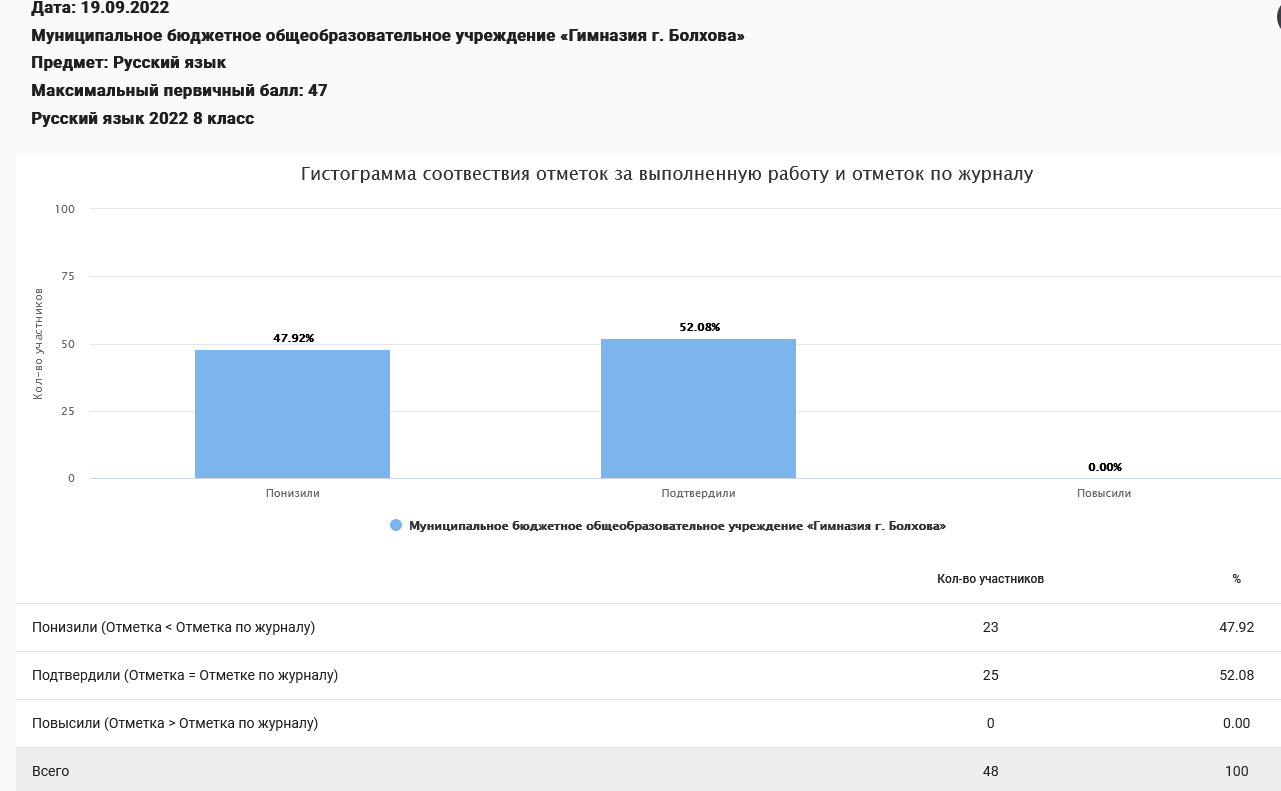 Дата: 19.09.2022
Муниципальное бюджетное общеобразовательное учреждение «Гимназия г. Болхова»
Предмет: Русский язык
Максимальный первичный балл: 47
Русский язык 2022 8 класс
Гистограмма соотвествия отметок за выполненную работу и отметок по журналу
100
75
50
25
0
Кол-во участников
47.92%
52.08%
0.00%
Понизили
Подтвердили
Повысили
Муниципальное бюджетное общеобразовательное учреждение «Гимназия г. Болхова»
Кол-во участников %
Понизили (Отметка < Отметка по журналу) 23 47.92
Подтвердили (Отметка = Отметке по журналу) 25 52.08
Повысили (Отметка > Отметка по журналу) 0 0.00
Всего 48 100